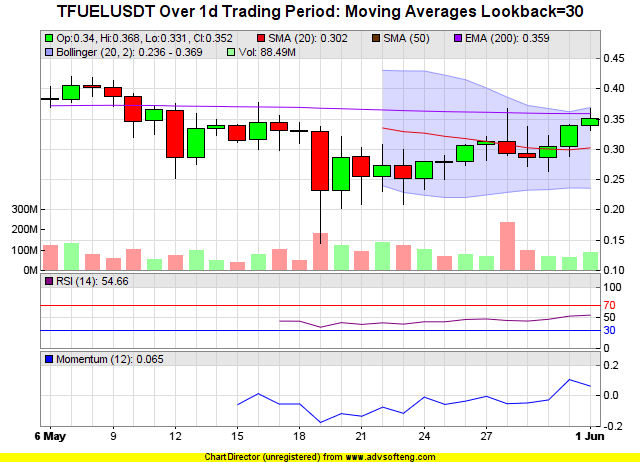 TFUELUSDT Over 1d Trading Period: Moving Averages Lookback=30
Op:0.34, Hi:0.368, Lo:0.331, Cl:0.352 SMA (20): 0.302 SMA (50) EMA (200): 0.359
Bollinger (20, 2): 0.236 - 0.369 Vol: 88.49M
0.45
0.40
0.35
0.30
0.25
0.20
0.15
0.10
300M
200M
100M
0M
RSI (14): 54.66
100
70
50
30
0
Momentum (12): 0.065
0.2
0.0
-0.2
6 May 9 12 15 18 21 24 27 1 Jun
ChartDirector (unregistered) from www.advsofteng.com